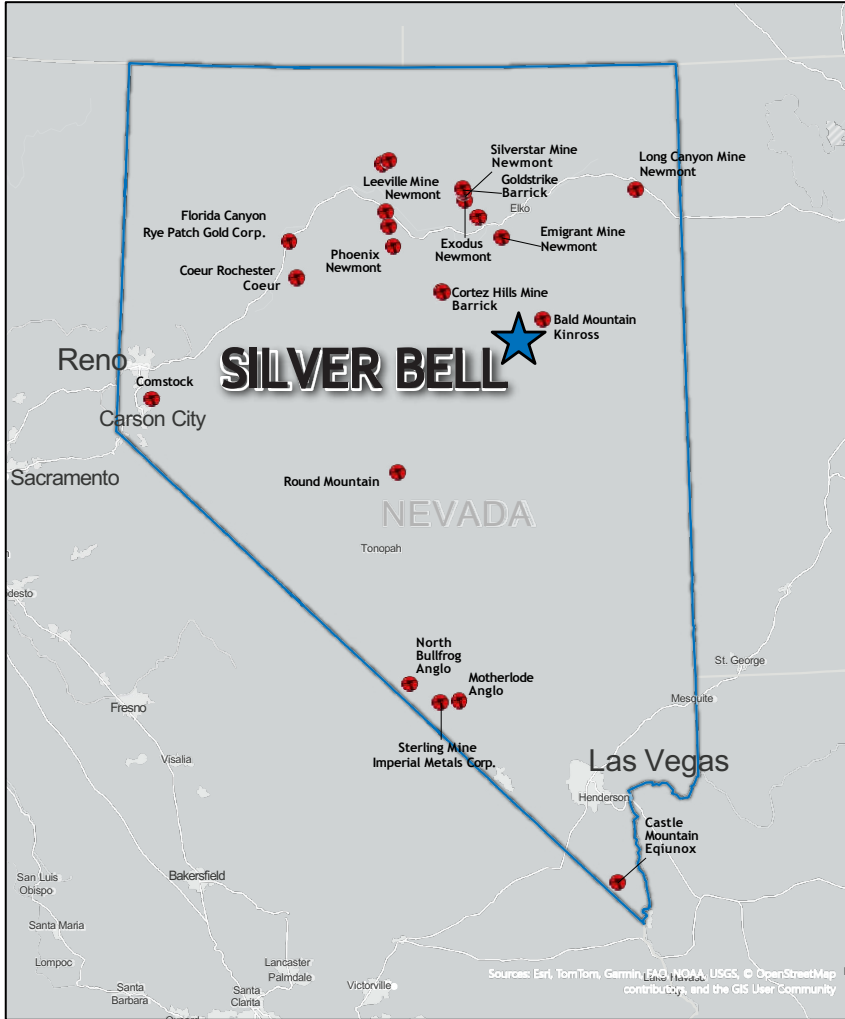 Silverstar Mine
Newmont
Long Canyon Mine
Newmont
Leeville Mine
Newmont
Goldstrike
Barrick
Elko
Florida Canyon
Rye Patch Gold Corp.
Phoenix
Newmont
Exodus
Newmont
Emigrant Mine
Newmont
Coeur Rochester
Coeur
Cortez Hills Mine
Barrick
Bald Mountain
Kinross
Reno
SILVER BELL
Comstock
Carson City
Sacramento
Round Mountain
NEVADA
Tonopah
desto
North
Bullfrog
Anglo
Motherlode
Anglo
St. George
Mesquite
Fresno
Sterling Mine
Imperial Metals Corp.
Visalia
Las Vegas
Henderson
Castle
Mountain
Eqiunox
San Luis
Obispo
Bakersfield
Santa Maria
Lompoc
Lancaster
Palmdale
Santa
Barbara
Santa
Clarita
Victorville
Lake Havasu
City
Sources: Esri, TomTom, Garmin, FAO, NOAA, USGS, © OpenStreetMap
contributors, and the GIS User Community